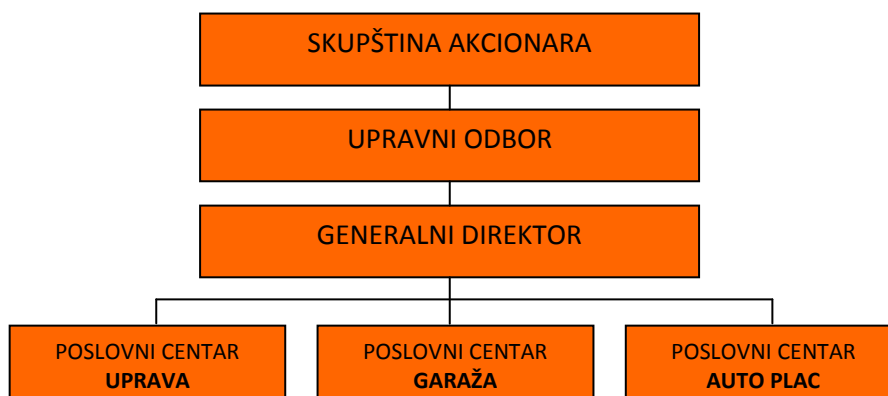 SKUPŠTINA AKCIONARA
UPRAVNI ODBOR
GENERALNI DIREKTOR
POSLOVNI CENTAR
UPRAVA
POSLOVNI CENTAR
GARAŽA
POSLOVNI CENTAR
AUTO PLAC